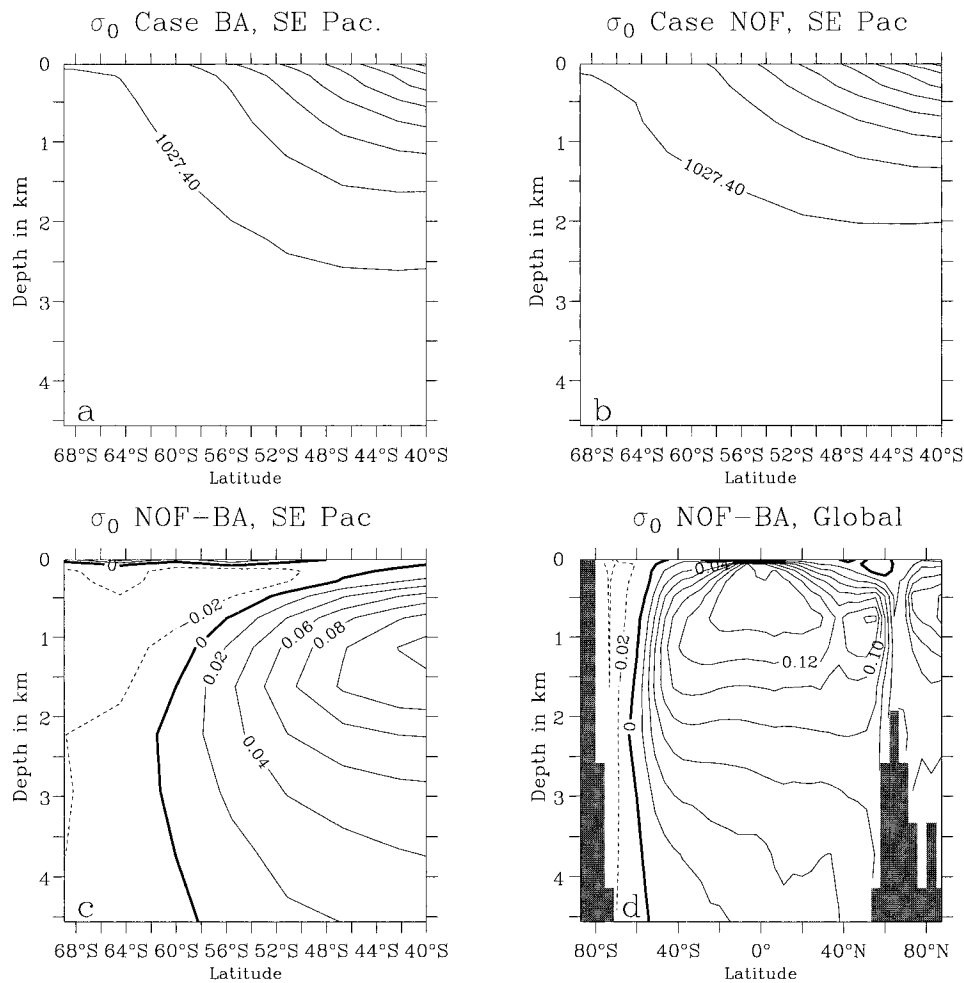 σ₀ Case BA, SE Pac.
0
1
2
3
4
Depth in km
1027.40
a
68°S 64°S 60°S 56°S 52°S 48°S 44°S 40°S
Latitude
σ₀ Case NOF, SE Pac
0
1
2
3
4
Depth in km
1027.40
b
68°S 64°S 60°S 56°S 52°S 48°S 44°S 40°S
Latitude
σ₀ NOF-BA, SE Pac
0
1
2
3
4
Depth in km
0
0.02
0
0.02
0.06
0.08
0.04
c
68°S 64°S 60°S 56°S 52°S 48°S 44°S 40°S
Latitude
σ₀ NOF-BA, Global
0
1
2
3
4
Depth in km
0.02
0
0.12
0.10
d
80°S 40°S 0° 40°N 80°N
Latitude